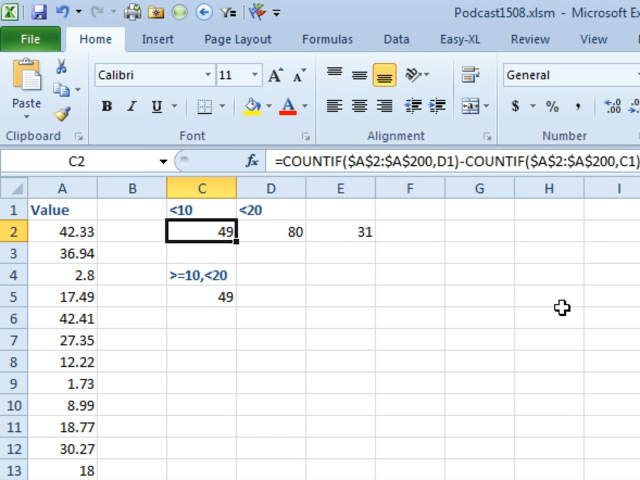 Podcast1508.xlsm - Microsoft Ex
File Home Insert Page Layout Formulas Data Easy-XL Review View
Paste Calibri 11 A A General
B I U A $ % , .00
Clipboard Font Alignment Number
C2 fx =COUNTIF($A$2:$A$200,D1)-COUNTIF($A$2:$A$200,C1)
A B C D E F G H I
1 Value <10 <20
2 42.33 49 80 31
3 36.94
4 2.8 >=10,<20
5 17.49 49
6 42.41
7 27.35
8 12.22
9 1.73
10 8.99
11 18.77
12 30.27
13 18